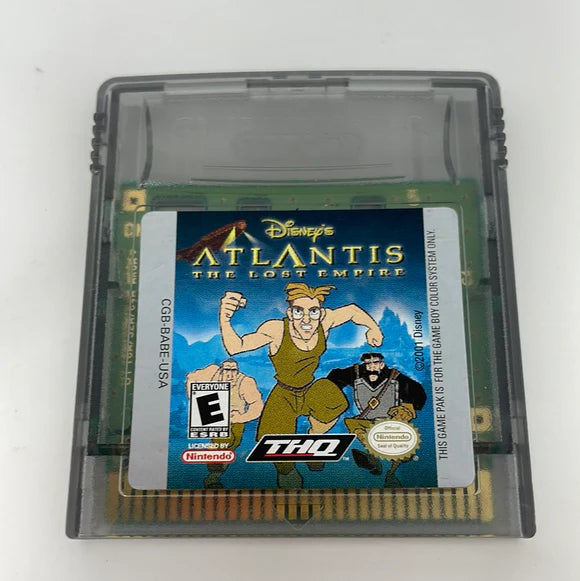 Disney's
ATLANTIS
THE LOST EMPIRE
CGB-BABE-USA
EVERYONE
E
CONTENT RATED BY
ESRB
LICENSED BY
Nintendo
THQ
TM
Official
Nintendo
Seal of Quality
©2001 Disney
THIS GAME PAK IS FOR THE GAME BOY COLOR SYSTEM ONLY.